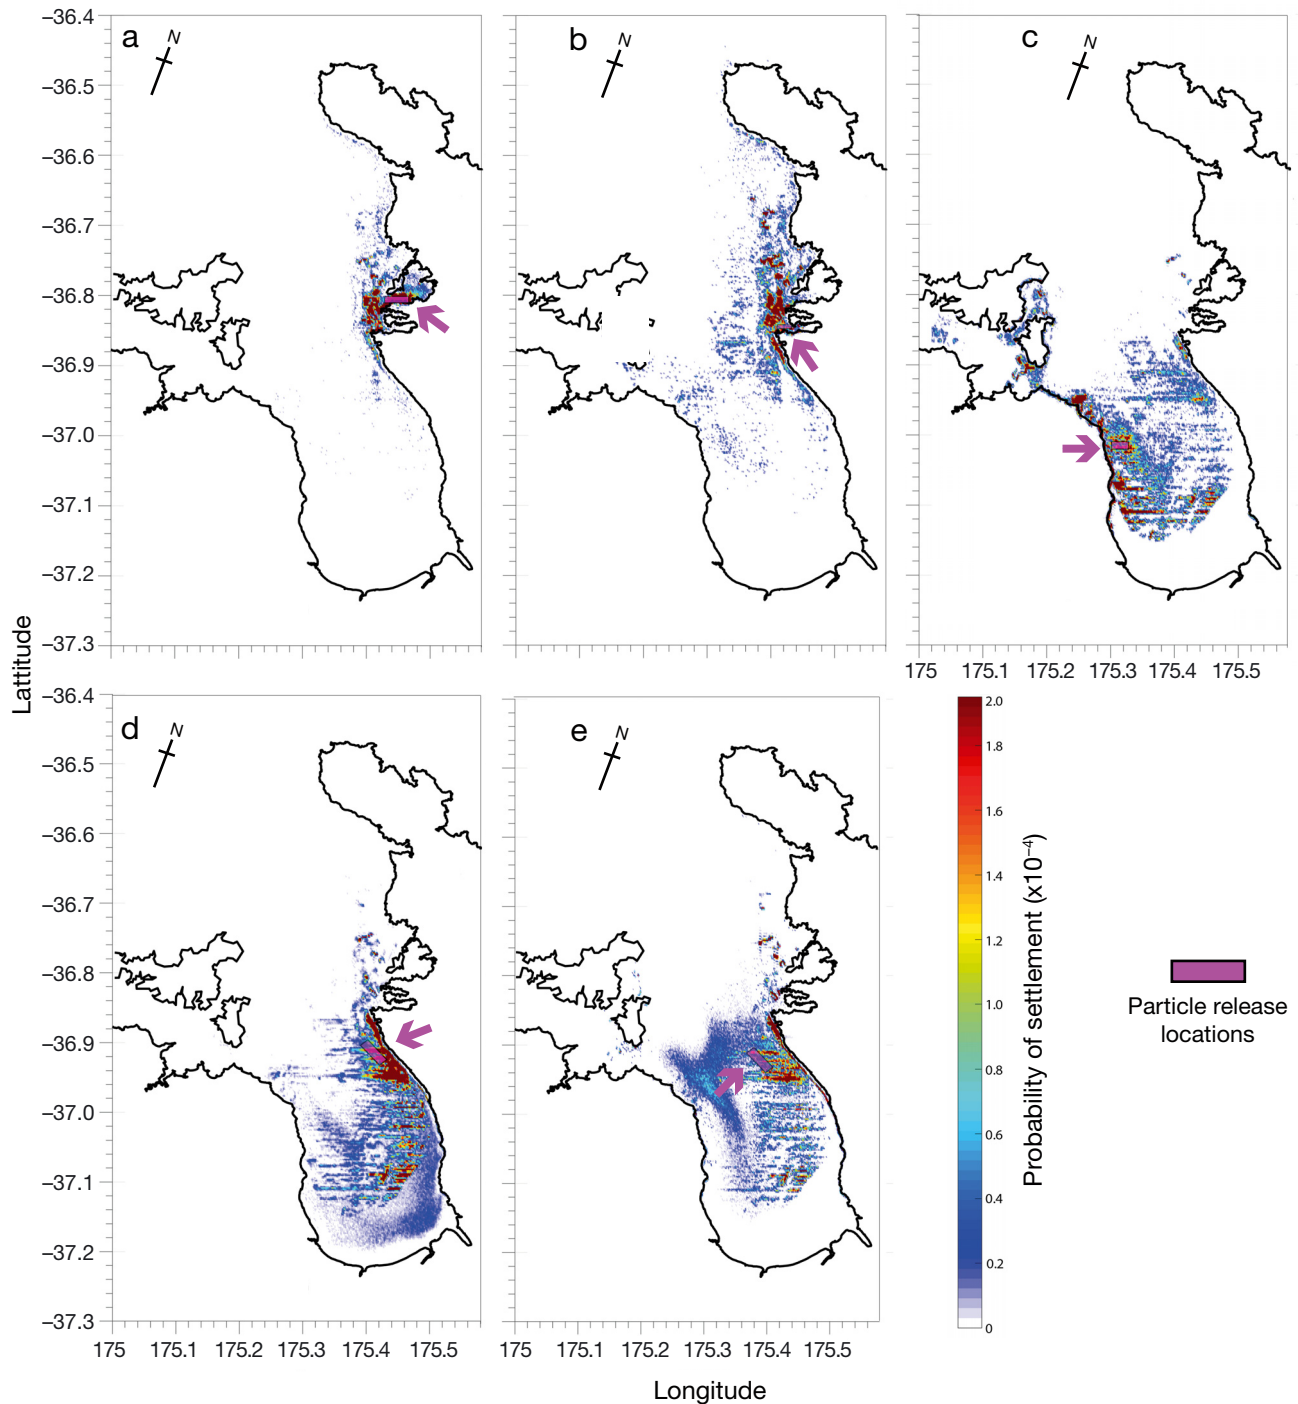 a
N
b
N
c
N
–36.4
–36.5
–36.6
–36.7
–36.8
–36.9
–37.0
–37.1
–37.2
–37.3
175 175.1 175.2 175.3 175.4 175.5
Lattitude
d
N
e
N
–36.4
–36.5
–36.6
–36.7
–36.8
–36.9
–37.0
–37.1
–37.2
–37.3
175 175.1 175.2 175.3 175.4 175.5
175 175.1 175.2 175.3 175.4 175.5
Longitude
2.0
1.8
1.6
1.4
1.2
1.0
0.8
0.6
0.4
0.2
0
Probability of settlement (x10⁻⁴)
Particle release
locations